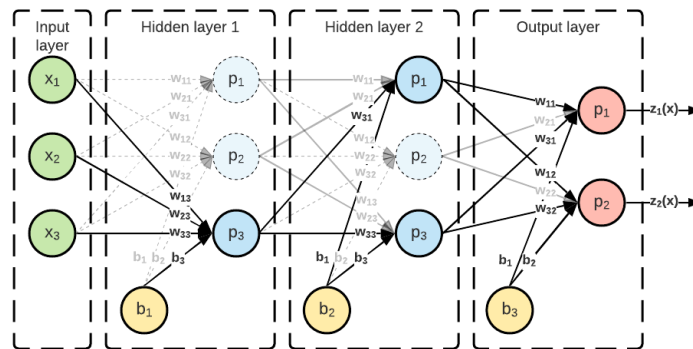 Input layer
Hidden layer 1
Hidden layer 2
Output layer
x1
x2
x3
b1
w11
w21
w31
w12
w22
w32
w13
w23
w33
b1 b2 b3
p1
p2
p3
b2
w11
w21
w31
w12
w22
w32
w13
w23
w33
b1 b2 b3
p1
p2
p3
b3
w11
w21
w31
w12
w22
w32
b1 b2
p1
p2
z1(x)
z2(x)